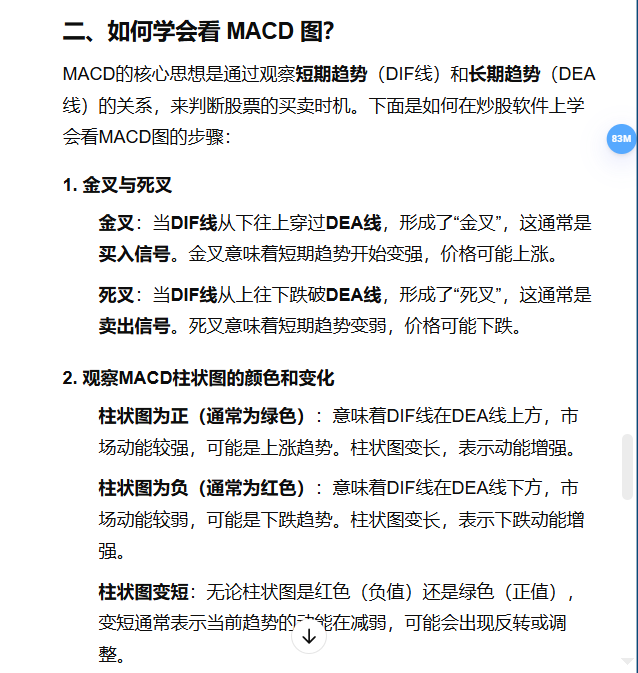 二、如何学会看 MACD 图？
MACD的核心思想是通过观察短期趋势（DIF线）和长期趋势（DEA
线）的关系，来判断股票的买卖时机。下面是如何在炒股软件上学
会看MACD图的步骤：
83M
1. 金叉与死叉
金叉：当DIF线从下往上穿过DEA线，形成了“金叉”，这通常是
买入信号。金叉意味着短期趋势开始变强，价格可能上涨。
死叉：当DIF线从上往下跌破DEA线，形成了“死叉”，这通常是
卖出信号。死叉意味着短期趋势变弱，价格可能下跌。
2. 观察MACD柱状图的颜色和变化
柱状图为正（通常为绿色）：意味着DIF线在DEA线上方，市
场动能较强，可能是上涨趋势。柱状图变长，表示动能增强。
柱状图为负（通常为红色）：意味着DIF线在DEA线下方，市
场动能较弱，可能是下跌趋势。柱状图变长，表示下跌动能增
强。
柱状图变短：无论柱状图是红色（负值）还是绿色（正值），
变短通常表示当前趋势的动能在减弱，可能会出现反转或调
整。